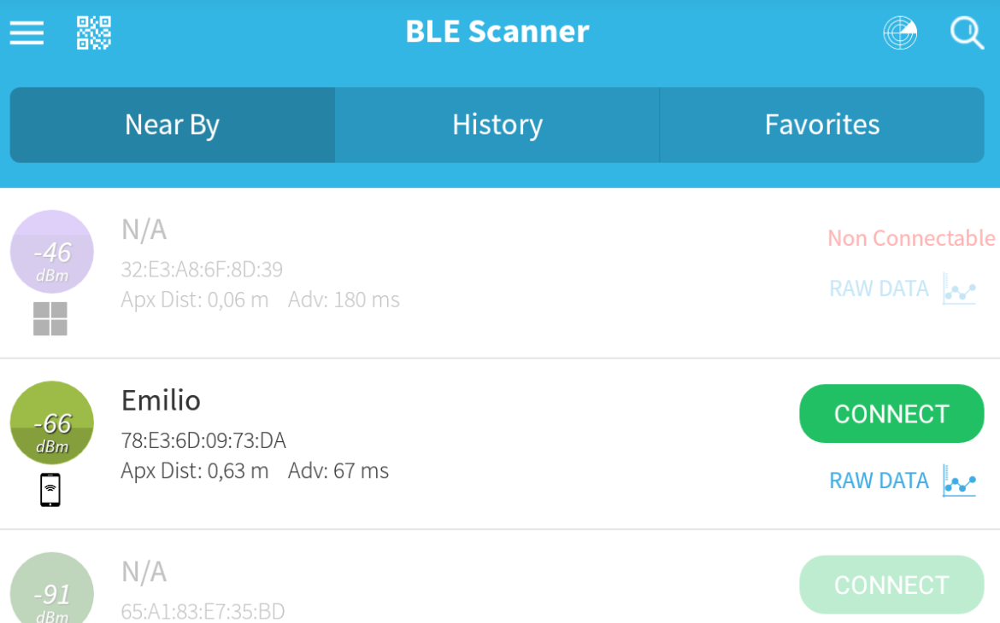 BLE Scanner
Near By History Favorites
-46 dBm
N/A
Non Connectable
32:E3:A8:6F:8D:39
Apx Dist: 0,06 m Adv: 180 ms
RAW DATA
-66 dBm
Emilio
CONNECT
78:E3:6D:09:73:DA
Apx Dist: 0,63 m Adv: 67 ms
RAW DATA
-91 dBm
N/A
CONNECT
65:A1:83:E7:35:BD